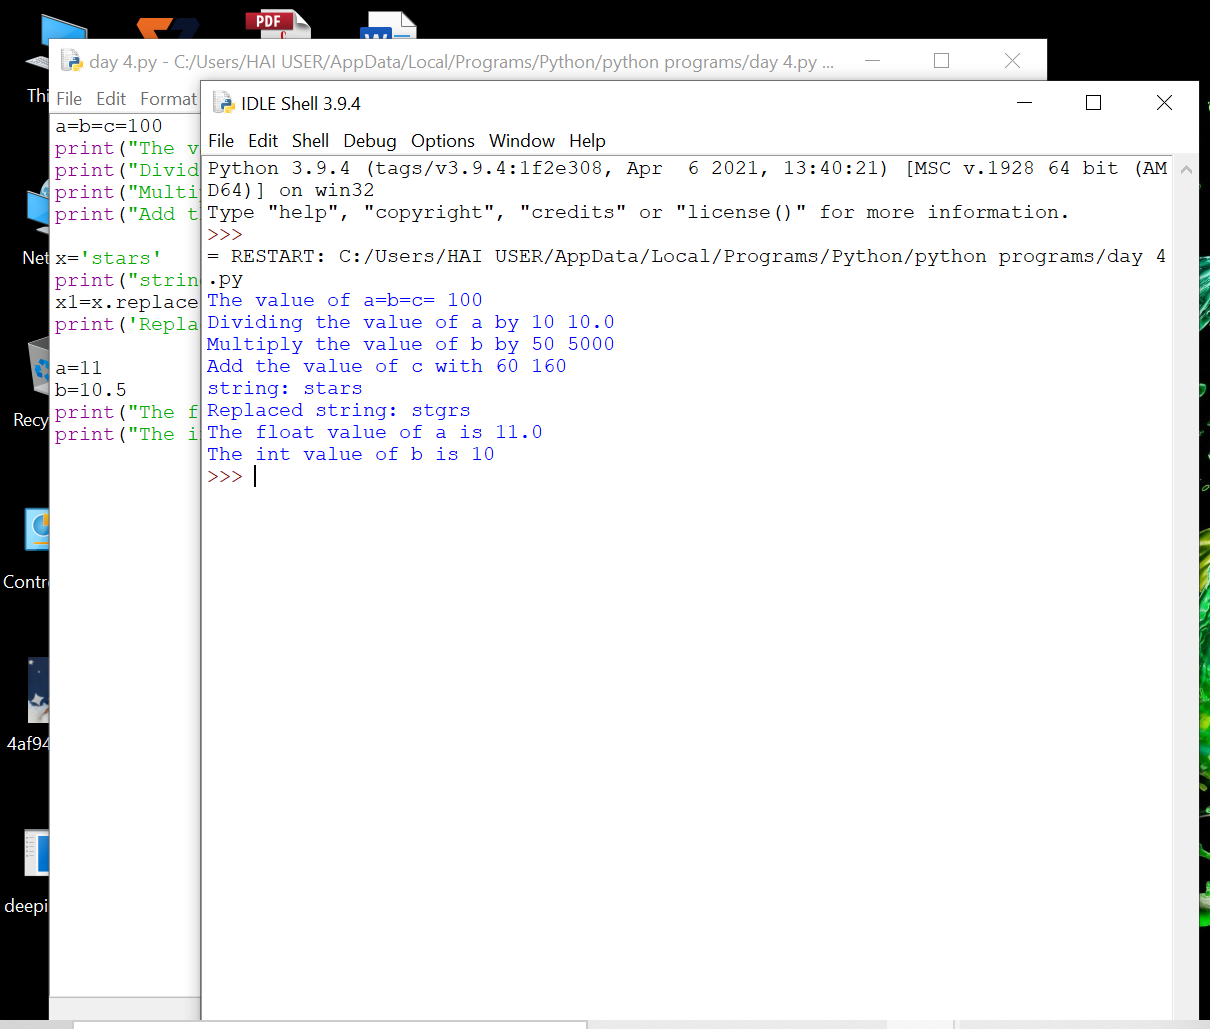 PDF
day 4.py - C:/Users/HAI USER/AppData/Local/Programs/Python/python programs/day 4.py ...
File Edit Format
a=b=c=100
print("The v
print("Divid
print("Multi
print("Add t
x='stars'
print("strin
x1=x.replace
print('Repla
a=11
b=10.5
print("The f
print("The i
IDLE Shell 3.9.4
File Edit Shell Debug Options Window Help
Python 3.9.4 (tags/v3.9.4:1f2e308, Apr  6 2021, 13:40:21) [MSC v.1928 64 bit (AM
D64)] on win32
Type "help", "copyright", "credits" or "license()" for more information.
>>>
= RESTART: C:/Users/HAI USER/AppData/Local/Programs/Python/python programs/day 4
.py
The value of a=b=c= 100
Dividing the value of a by 10 10.0
Multiply the value of b by 50 5000
Add the value of c with 60 160
string: stars
Replaced string: stgrs
The float value of a is 11.0
The int value of b is 10
>>>
Thi
Net
Recy
Contr
4af94
deepi